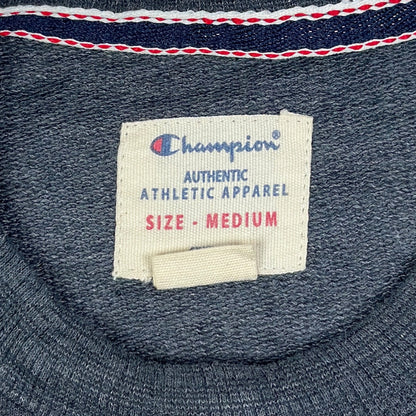 Champion®
AUTHENTIC
ATHLETIC APPAREL
SIZE - MEDIUM